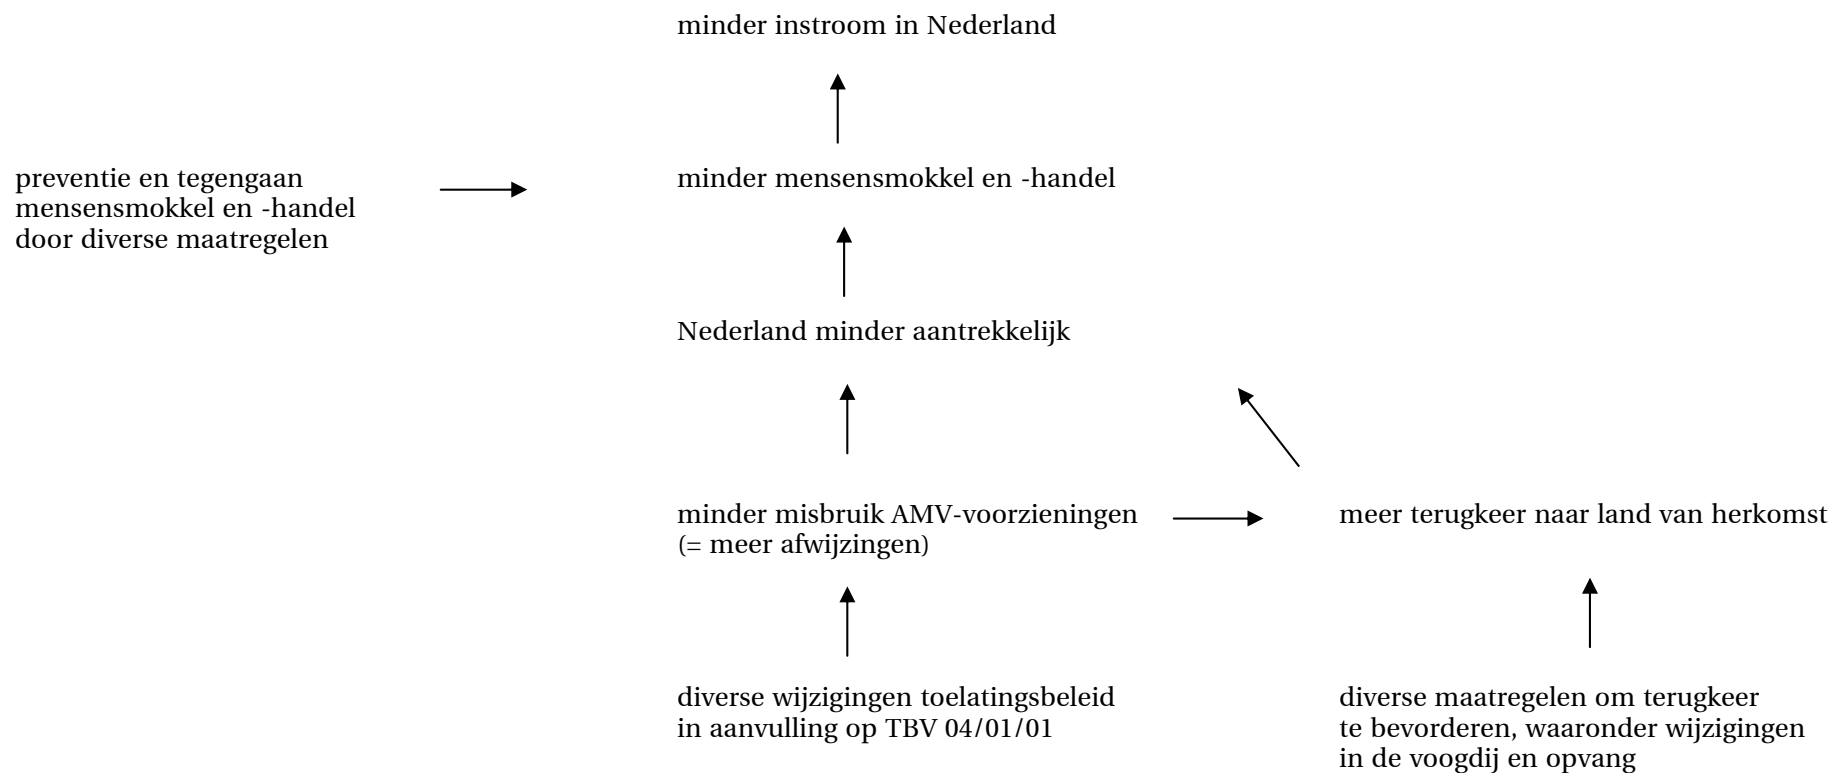 minder instroom in Nederland
preventie en tegengaan
mensensmokkel en -handel
door diverse maatregelen
minder mensensmokkel en -handel
Nederland minder aantrekkelijk
minder misbruik AMV-voorzieningen
(= meer afwijzingen)
meer terugkeer naar land van herkomst
diverse wijzigingen toelatingsbeleid
in aanvulling op TBV 04/01/01
diverse maatregelen om terugkeer
te bevorderen, waaronder wijzigingen
in de voogdij en opvang